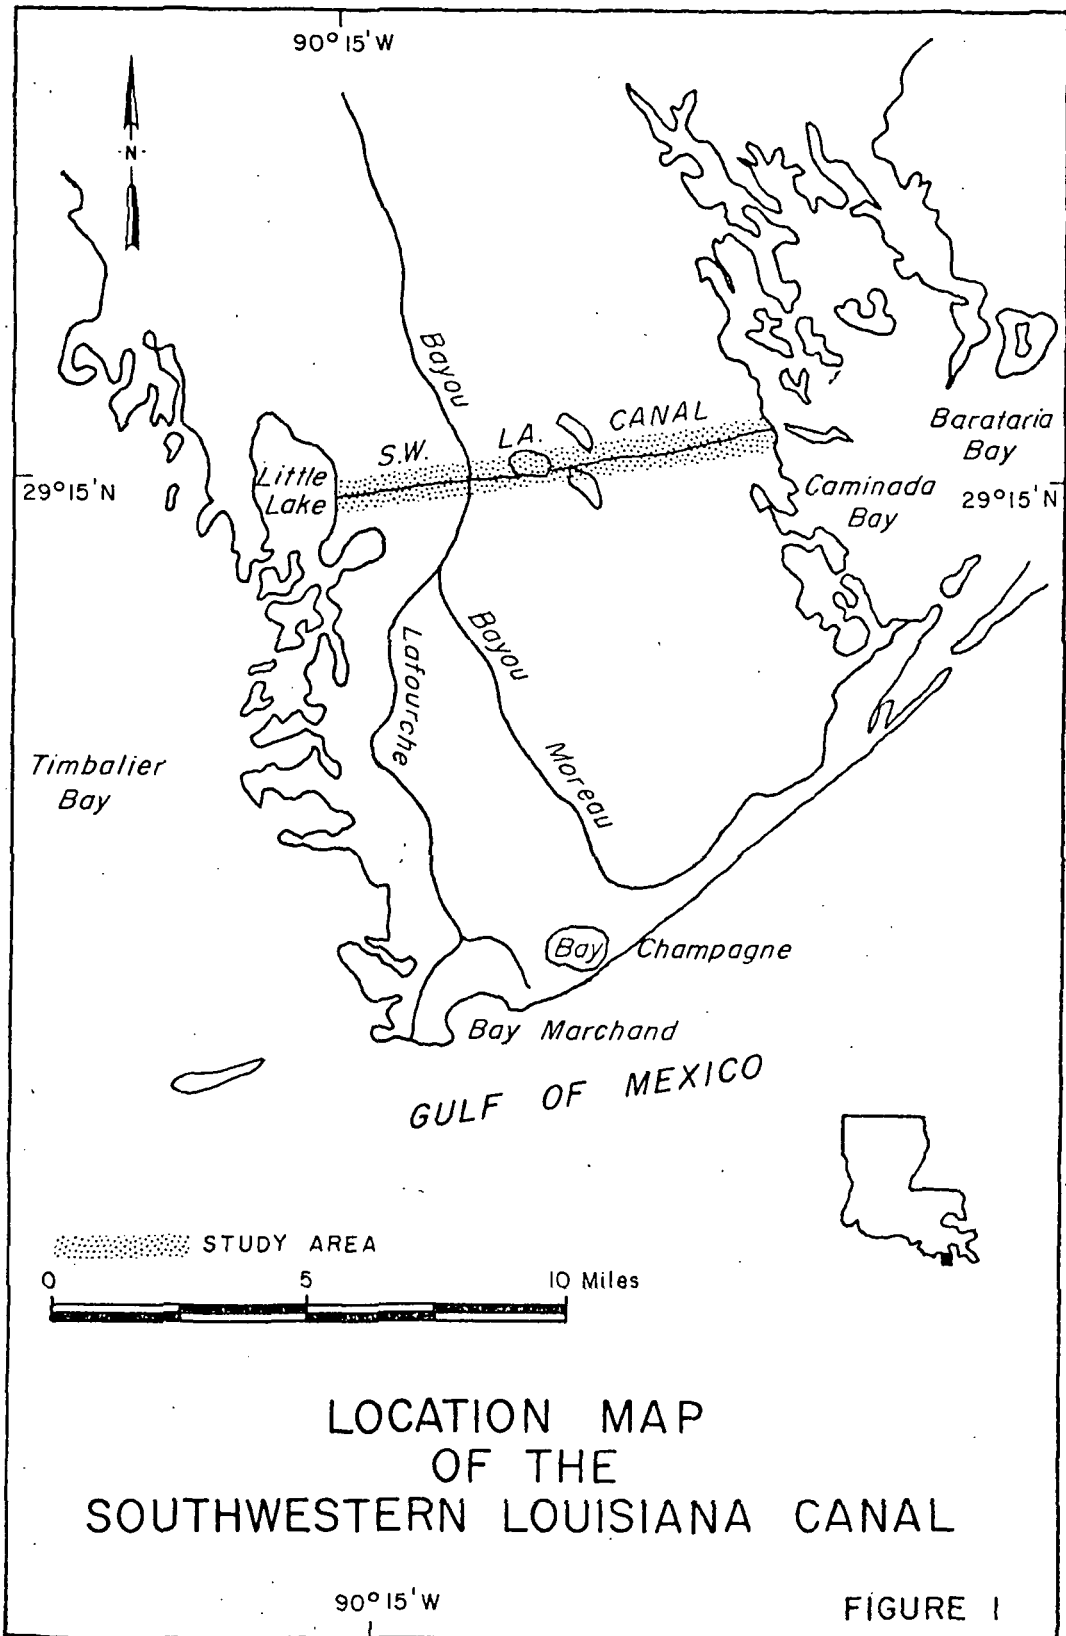 90° 15' W
-N-
Bayou
S.W. LA. CANAL
Barataria
Bay
Little
Lake
29° 15' N
Caminada
Bay
29° 15' N
Bayou
Lafourche
Moreau
Timbalier
Bay
Bay Champagne
Bay Marchand
GULF OF MEXICO
STUDY AREA
0 5 10 Miles
LOCATION MAP
OF THE
SOUTHWESTERN LOUISIANA CANAL
90° 15' W
FIGURE 1